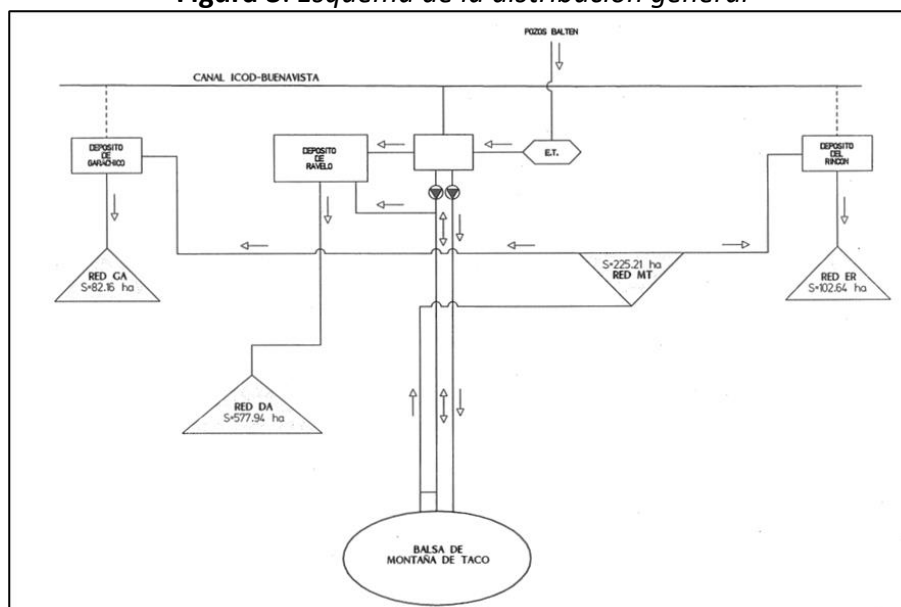 Figura 3. Esquema de la distribución general
POZOS BALTEN
CANAL ICOD-BUENAVISTA
DEPOSITO
DE
GARACHICO
DEPOSITO
DE
RAVELO
E.T.
DEPOSITO
DEL
RINCON
RED GA
S=82.16 ha
S=225.21 ha
RED MT
RED ER
S=102.64 ha
RED DA
S=577.94 ha
BALSA DE
MONTAÑA DE TACO